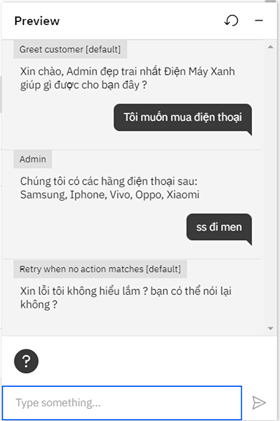 Preview
Greet customer [default]
Xin chào, Admin đẹp trai nhất Điện Máy Xanh
giúp gì được cho bạn đây ?
Tôi muốn mua điện thoại
Admin
Chúng tôi có các hãng điện thoại sau:
Samsung, Iphone, Vivo, Oppo, Xiaomi
ss đi men
Retry when no action matches [default]
Xin lỗi tôi không hiểu lắm ? bạn có thể nói lại
không ?
?
Type something...